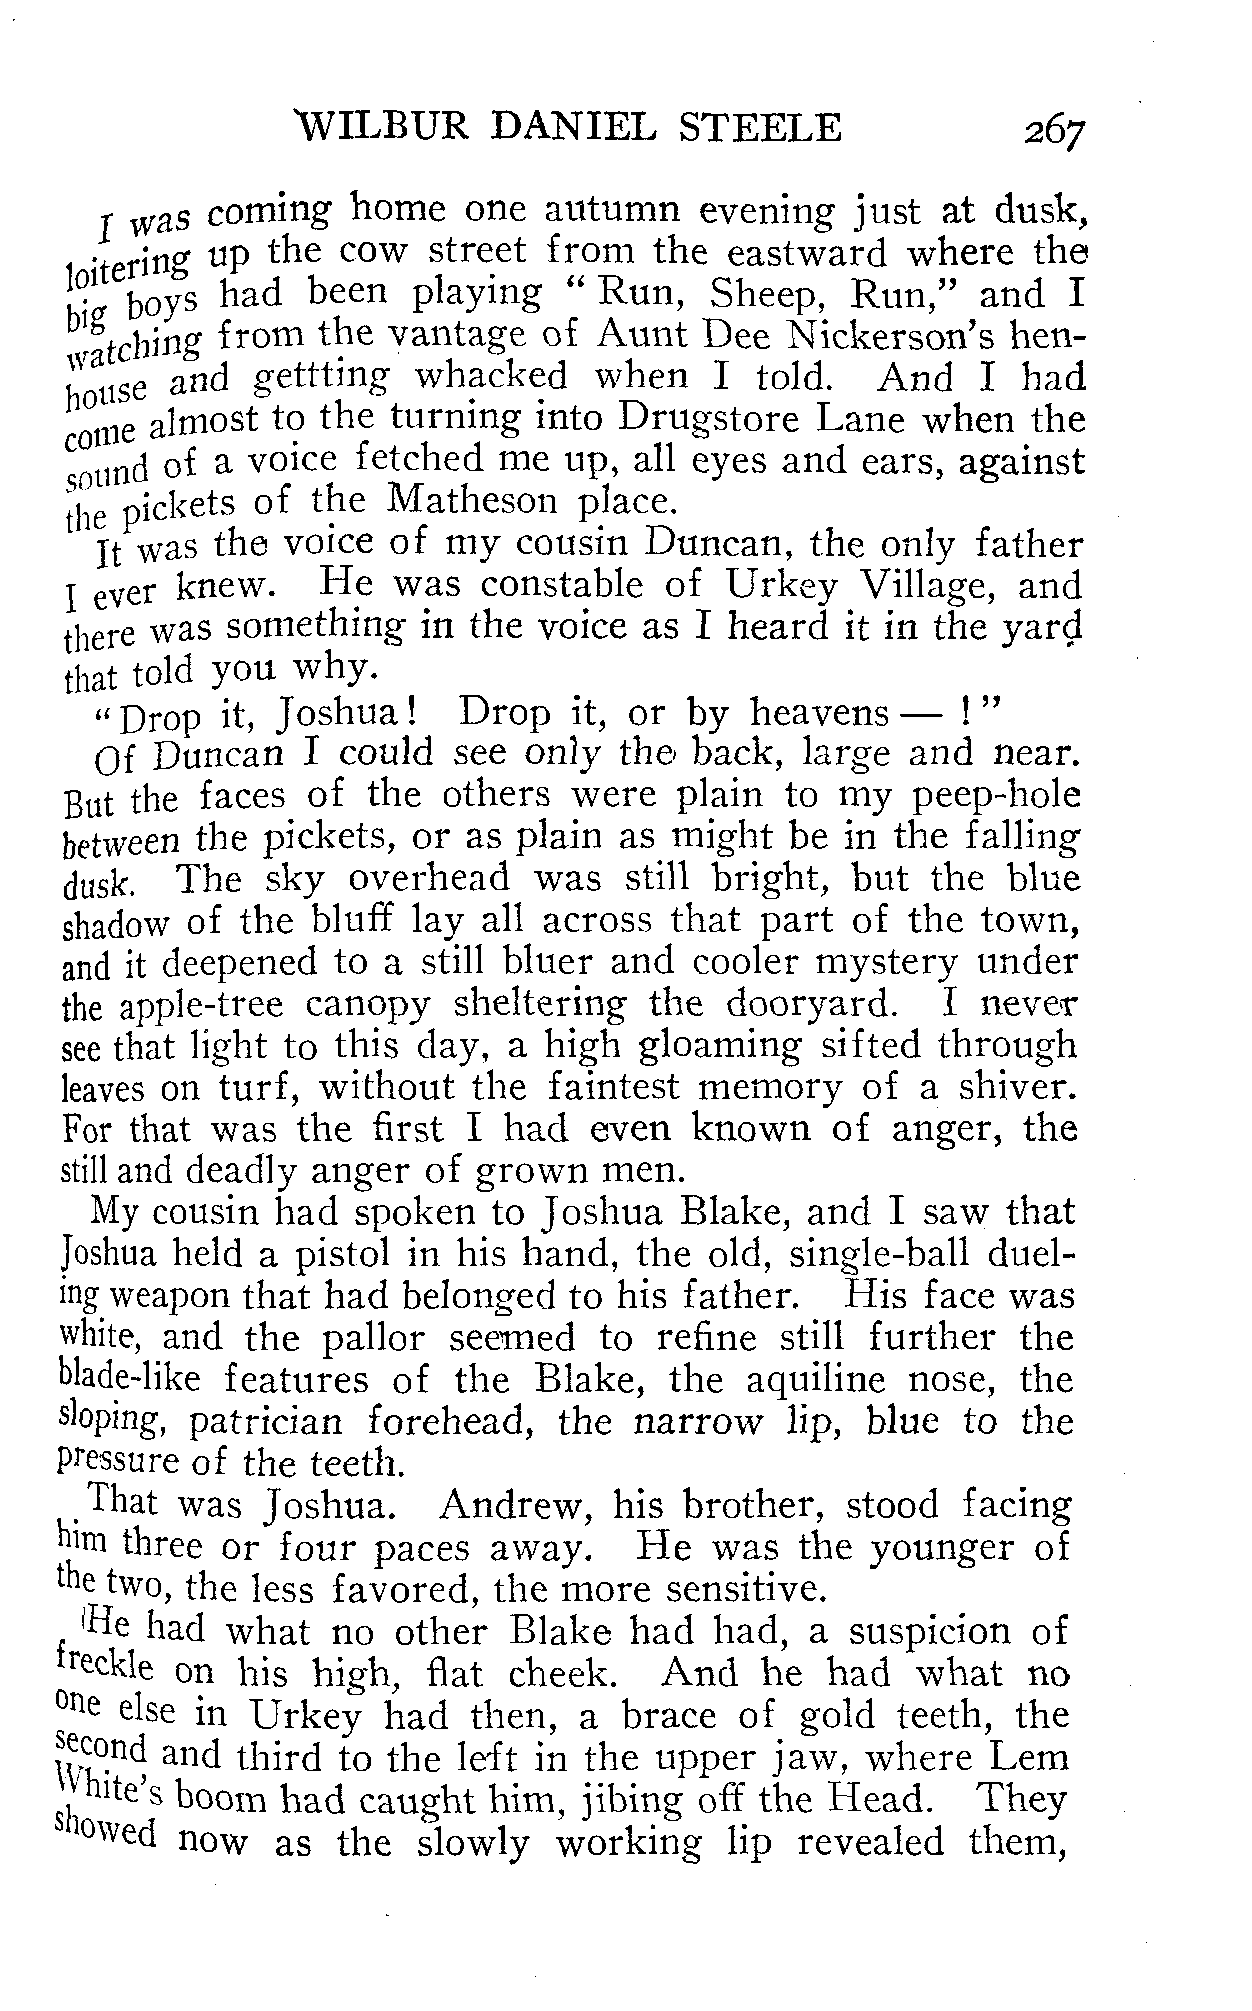 WILBUR DANIEL STEELE 267
I was coming home one autumn evening just at dusk,
loitering up the cow street from the eastward where the
big boys had been playing " Run, Sheep, Run," and I
watching from the vantage of Aunt Dee Nickerson's hen-
house and gettting whacked when I told. And I had
come almost to the turning into Drugstore Lane when the
sound of a voice fetched me up, all eyes and ears, against
the pickets of the Matheson place.
It was the voice of my cousin Duncan, the only father
I ever knew. He was constable of Urkey Village, and
there was something in the voice as I heard it in the yard
that told you why.
"Drop it, Joshua! Drop it, or by heavens — !"
Of Duncan I could see only the back, large and near.
But the faces of the others were plain to my peep-hole
between the pickets, or as plain as might be in the falling
dusk. The sky overhead was still bright, but the blue
shadow of the bluff lay all across that part of the town,
and it deepened to a still bluer and cooler mystery under
the apple-tree canopy sheltering the dooryard. I never
see that light to this day, a high gloaming sifted through
leaves on turf, without the faintest memory of a shiver.
For that was the first I had even known of anger, the
still and deadly anger of grown men.
My cousin had spoken to Joshua Blake, and I saw that
Joshua held a pistol in his hand, the old, single-ball duel-
ing weapon that had belonged to his father. His face was
white, and the pallor seemed to refine still further the
blade-like features of the Blake, the aquiline nose, the
sloping, patrician forehead, the narrow lip, blue to the
pressure of the teeth.
That was Joshua. Andrew, his brother, stood facing
him three or four paces away. He was the younger of
the two, the less favored, the more sensitive.
He had what no other Blake had had, a suspicion of
freckle on his high, flat cheek. And he had what no
one else in Urkey had then, a brace of gold teeth, the
second and third to the left in the upper jaw, where Lem
White's boom had caught him, jibing off the Head. They
showed now as the slowly working lip revealed them,